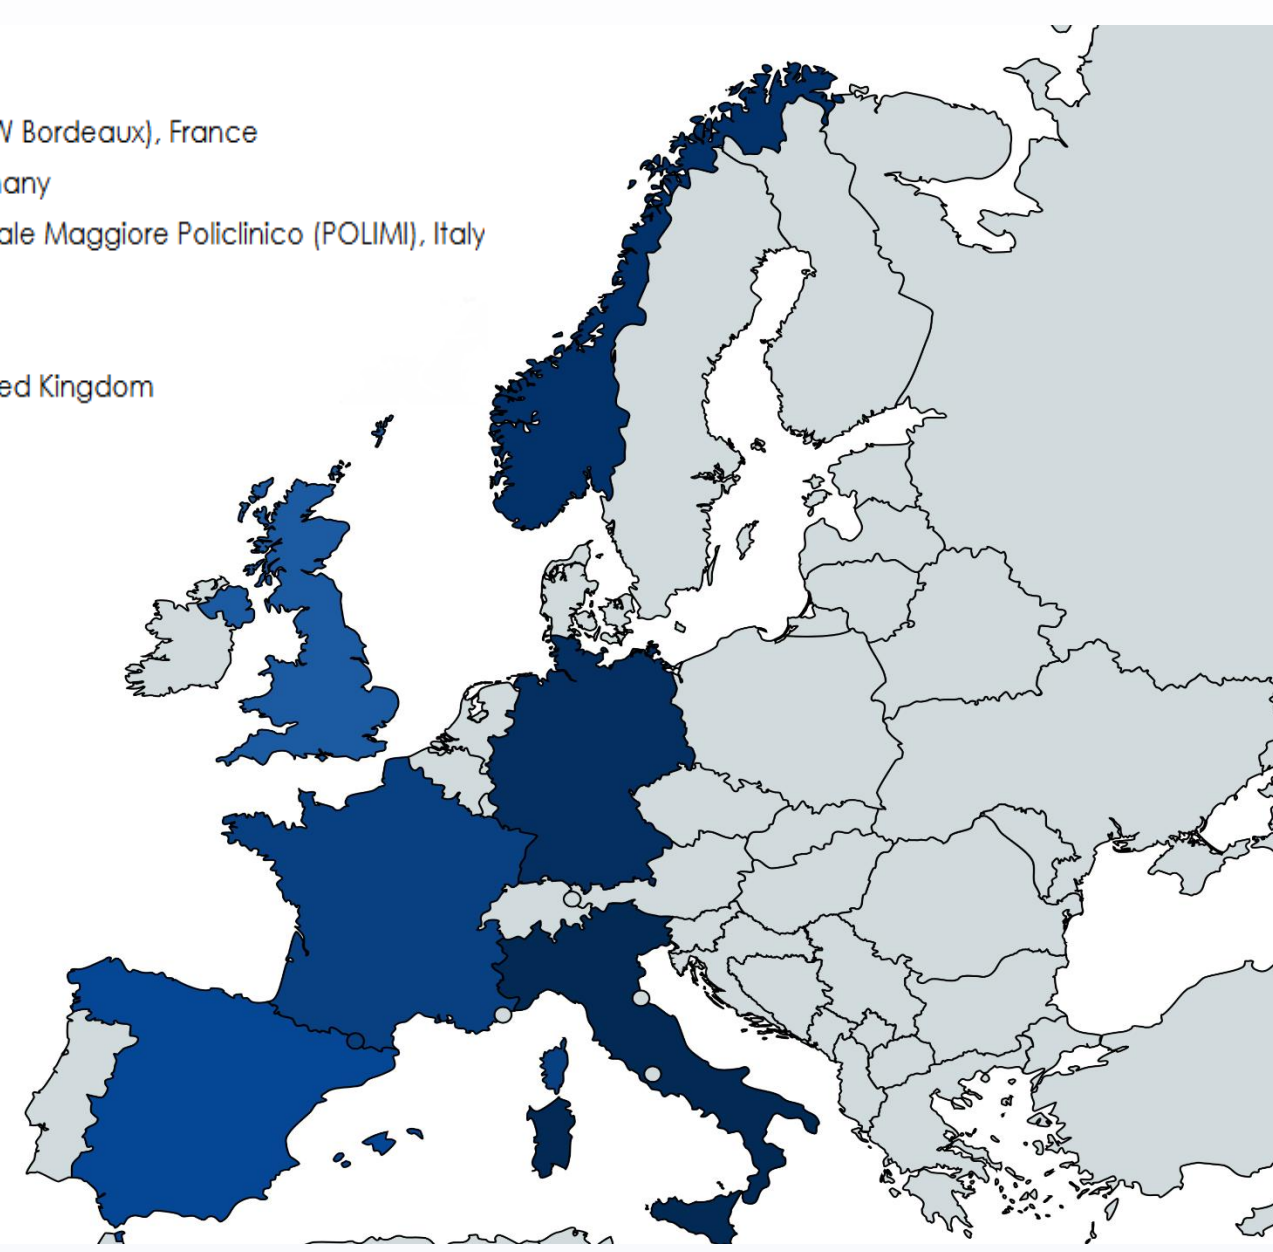 W Bordeaux), France
any
ale Maggiore Policlinico (POLIMI), Italy
ed Kingdom